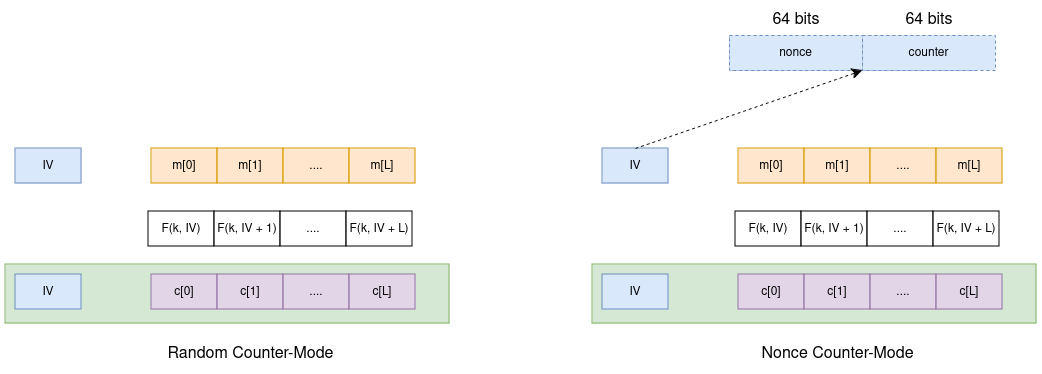 64 bits 64 bits
nonce counter
IV m[0] m[1] .... m[L]
F(k, IV) F(k, IV + 1) .... F(k, IV + L)
IV c[0] c[1] .... c[L]
Random Counter-Mode
IV m[0] m[1] .... m[L]
F(k, IV) F(k, IV + 1) .... F(k, IV + L)
IV c[0] c[1] .... c[L]
Nonce Counter-Mode